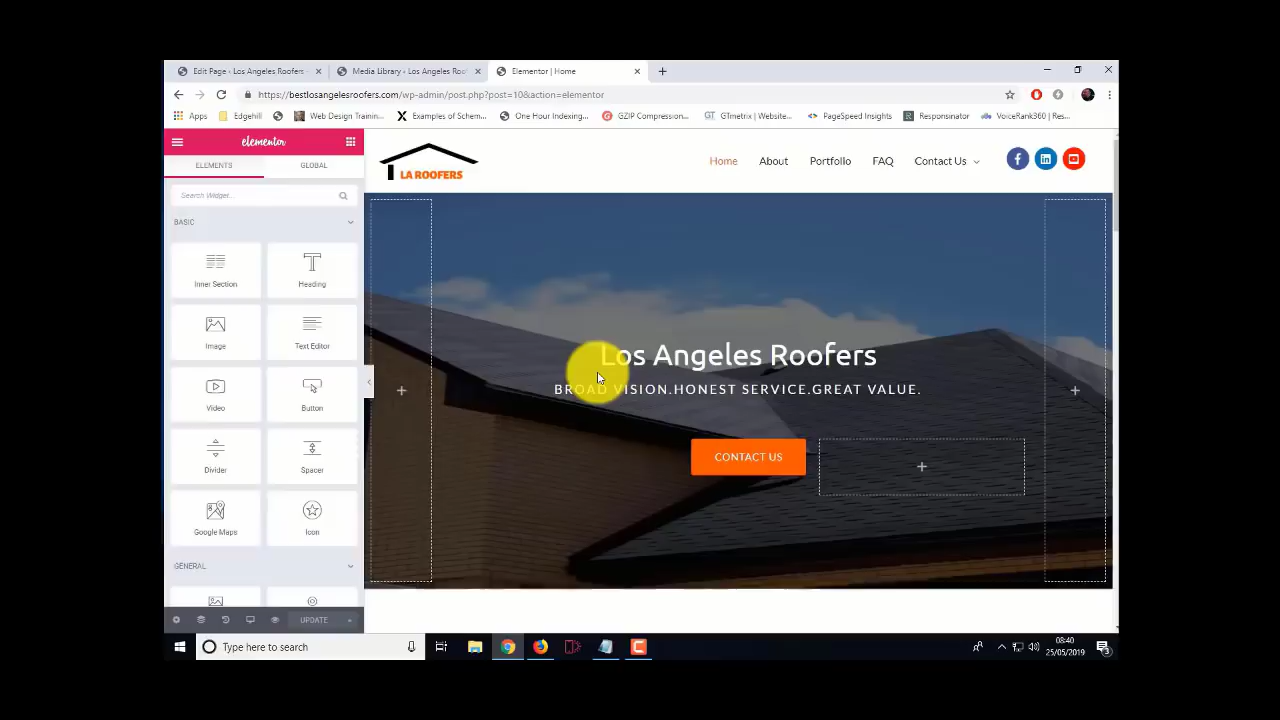 Edit Page ‹ Los Angeles Roofers
Media Library ‹ Los Angeles Roof
Elementor | Home
https://bestlosangelesroofers.com/wp-admin/post.php?post=10&action=elementor
Apps
Edgehill
Web Design Trainin...
Examples of Schem...
One Hour Indexing...
GZIP Compression...
GTmetrix | Website...
PageSpeed Insights
Responsinator
VoiceRank360 | Res...
elementor
ELEMENTS
GLOBAL
LA ROOFERS
Home
About
Portfolio
FAQ
Contact Us
Search Widget...
BASIC
Inner Section
Heading
Image
Text Editor
Video
Button
Divider
Spacer
Google Maps
Icon
GENERAL
UPDATE
Los Angeles Roofers
BROAD VISION.HONEST SERVICE.GREAT VALUE.
CONTACT US
Type here to search
08:40
25/05/2019
3